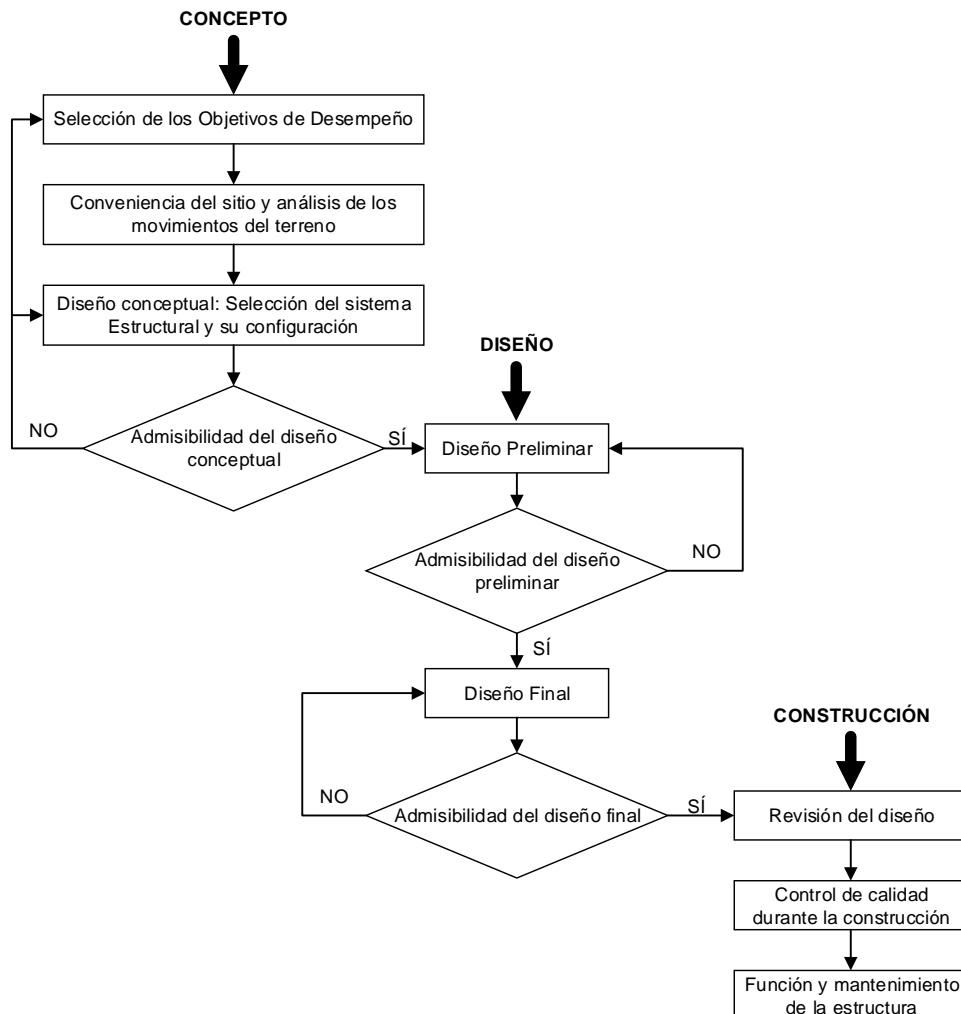 CONCEPTO
Selección de los Objetivos de Desempeño
Conveniencia del sitio y análisis de los
movimientos del terreno
Diseño conceptual: Selección del sistema
Estructural y su configuración
DISEÑO
NO
Admisibilidad del diseño
conceptual
SÍ
Diseño Preliminar
Admisibilidad del diseño
preliminar
NO
SÍ
Diseño Final
CONSTRUCCIÓN
NO
Admisibilidad del diseño final
SÍ
Revisión del diseño
Control de calidad
durante la construcción
Función y mantenimiento
de la estructura